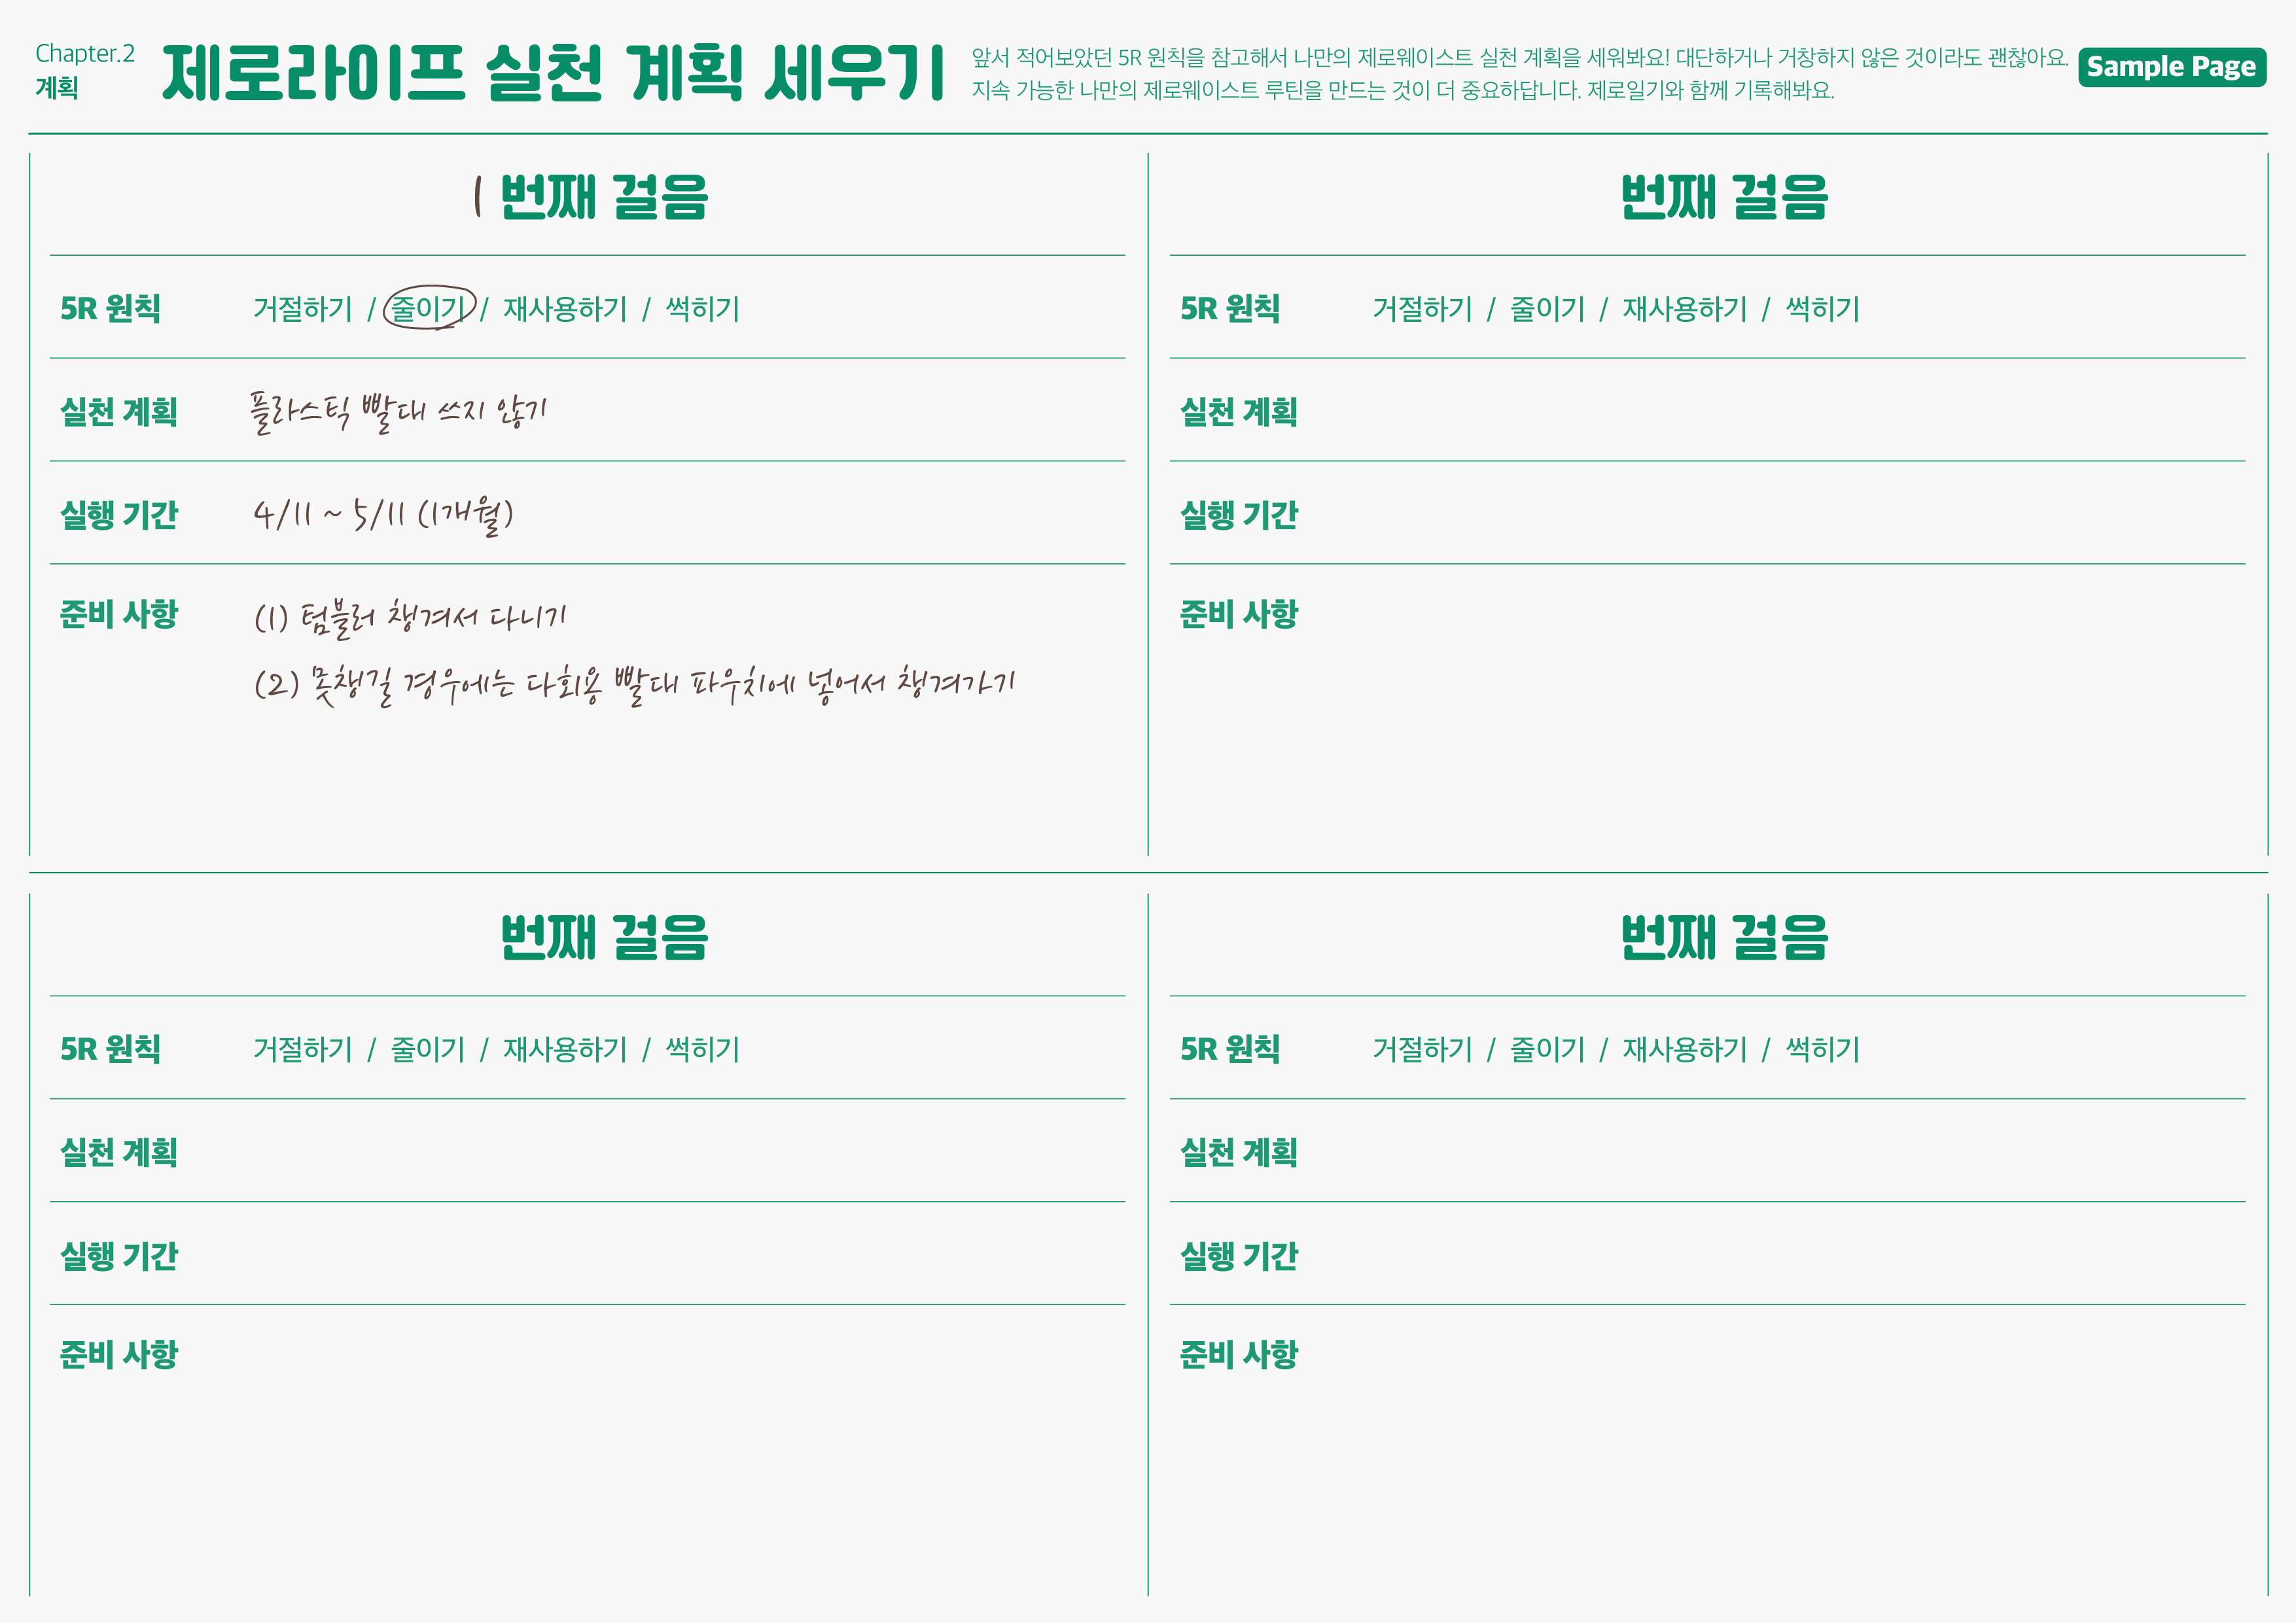 Chapter.2
계획
제로라이프 실천 계획 세우기
앞서 적어보았던 5R 원칙을 참고해서 나만의 제로웨이스트 실천 계획을 세워봐요! 대단하거나 거창하지 않은 것이라도 괜찮아요.
지속 가능한 나만의 제로웨이스트 루틴을 만드는 것이 더 중요하답니다. 제로일기와 함께 기록해봐요.
Sample Page
1 번째 걸음
5R 원칙 거절하기 / 줄이기 / 재사용하기 / 썩히기
실천 계획 플라스틱 빨대 쓰지 않기
실행 기간 4/11 ~ 5/11 (1개월)
준비 사항 (1) 텀블러 챙겨서 다니기
(2) 못챙길 경우에는 다회용 빨대 파우치에 넣어서 챙겨가기
번째 걸음
5R 원칙 거절하기 / 줄이기 / 재사용하기 / 썩히기
실천 계획
실행 기간
준비 사항
번째 걸음
5R 원칙 거절하기 / 줄이기 / 재사용하기 / 썩히기
실천 계획
실행 기간
준비 사항
번째 걸음
5R 원칙 거절하기 / 줄이기 / 재사용하기 / 썩히기
실천 계획
실행 기간
준비 사항